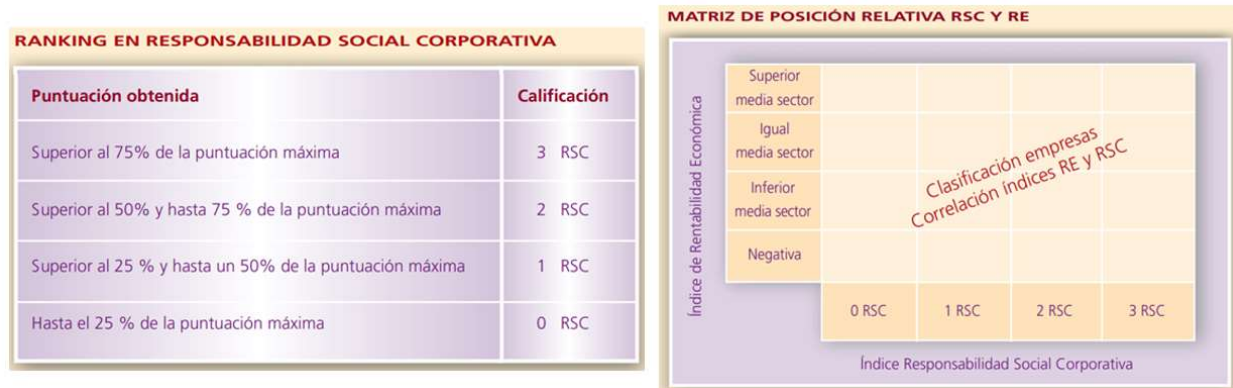 RANKING EN RESPONSABILIDAD SOCIAL CORPORATIVA
Puntuación obtenida Calificación
Superior al 75% de la puntuación máxima 3 RSC
Superior al 50% y hasta 75 % de la puntuación máxima 2 RSC
Superior al 25 % y hasta un 50% de la puntuación máxima 1 RSC
Hasta el 25 % de la puntuación máxima 0 RSC
MATRIZ DE POSICIÓN RELATIVA RSC Y RE
Índice de Rentabilidad Económica
Superior
media sector
Igual
media sector
Inferior
media sector
Negativa
Clasificación empresas
Correlación índices RE y RSC
0 RSC 1 RSC 2 RSC 3 RSC
Índice Responsabilidad Social Corporativa